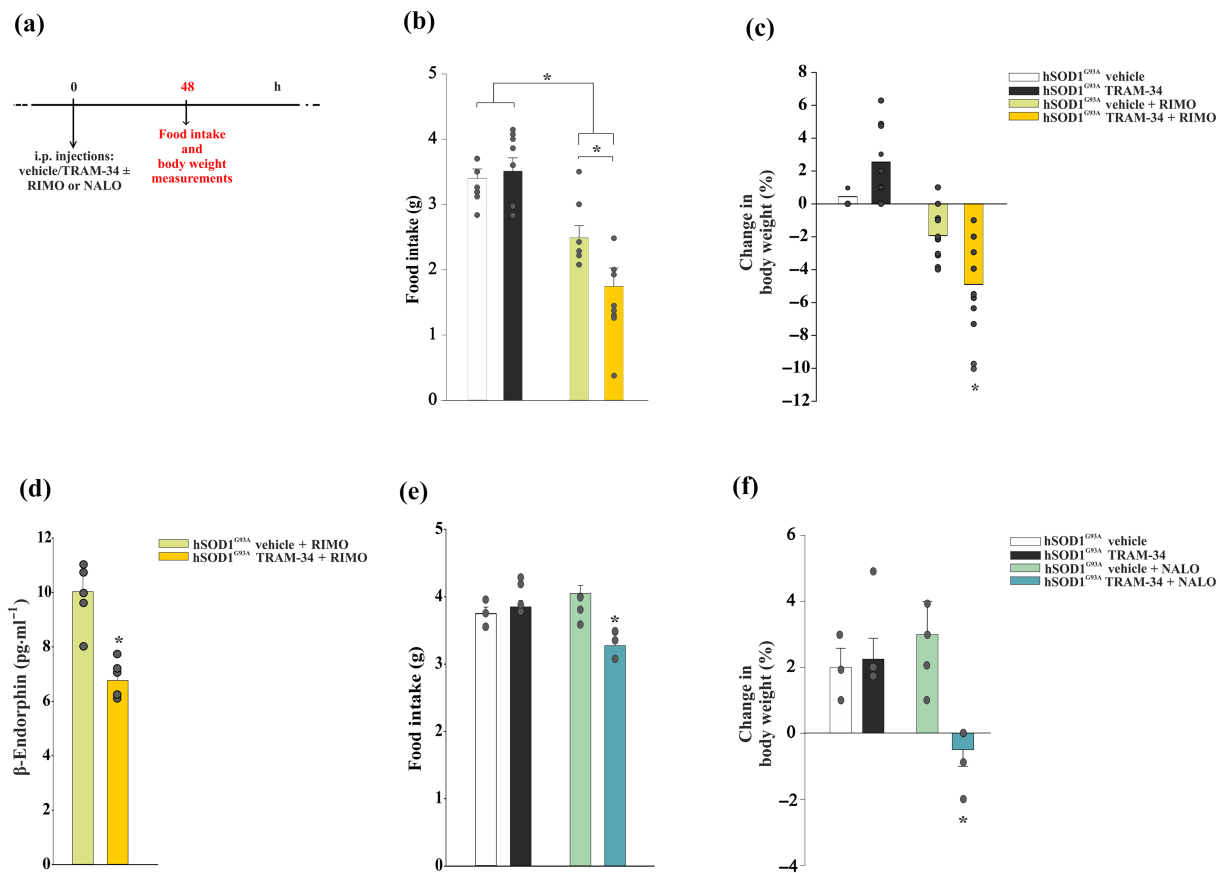 (a)
0
48
h
i.p. injections:
vehicle/TRAM-34 ±
RIMO or NALO
Food intake
and
body weight
measurements
(b)
Food intake (g)
5
4
3
2
1
0
*
*
(c)
Change in
body weight (%)
8
6
4
2
0
−2
−4
−6
−8
−10
−12
*
hSOD1G93A vehicle
hSOD1G93A TRAM-34
hSOD1G93A vehicle + RIMO
hSOD1G93A TRAM-34 + RIMO
(d)
β-Endorphin (pg·ml−1)
12
10
8
6
4
2
0
*
hSOD1G93A vehicle + RIMO
hSOD1G93A TRAM-34 + RIMO
(e)
Food intake (g)
5
4
3
2
1
0
*
(f)
Change in
body weight (%)
6
4
2
0
−2
−4
*
hSOD1G93A vehicle
hSOD1G93A TRAM-34
hSOD1G93A vehicle + NALO
hSOD1G93A TRAM-34 + NALO